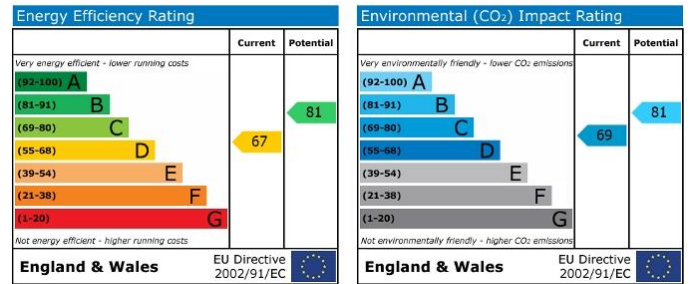 Energy Efficiency Rating
Current Potential
Very energy efficient - lower running costs
(92-100) A
(81-91) B
(69-80) C
(55-68) D
(39-54) E
(21-38) F
(1-20) G
67
81
Not energy efficient - higher running costs
England & Wales
EU Directive
2002/91/EC
Environmental (CO₂) Impact Rating
Current Potential
Very environmentally friendly - lower CO₂ emissions
(92-100) A
(81-91) B
(69-80) C
(55-68) D
(39-54) E
(21-38) F
(1-20) G
69
81
Not environmentally friendly - higher CO₂ emissions
England & Wales
EU Directive
2002/91/EC